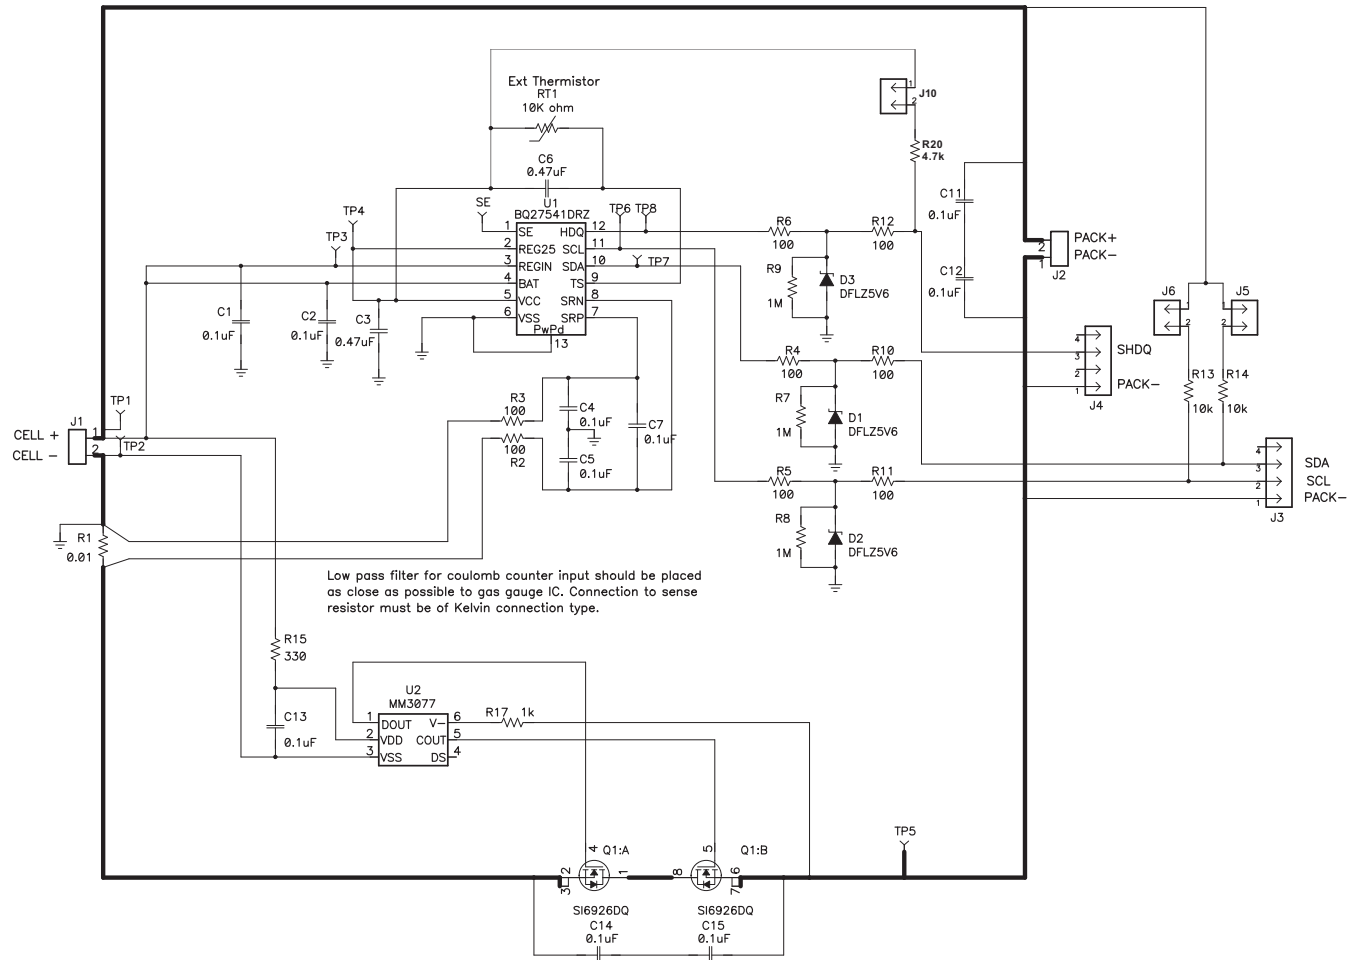 Ext Thermistor
RT1
10K ohm
C6
0.47uF
U1
BQ27541DRZ
1 SE HDQ 12
2 REG25 SCL 11
3 REGIN SDA 10
4 BAT TS 9
5 VCC SRN 8
6 VSS SRP 7
PwPd
13
SE
TP4
TP3
TP6 TP8
TP7
C1
0.1uF
C2
0.1uF
C3
0.47uF
1
2
J10
R20
4.7k
R6
100
R12
100
R9
1M
D3
DFLZ5V6
C11
0.1uF
C12
0.1uF
2
1
J2
PACK+
PACK-
J6
1
2
J5
1
2
R13
10k
R14
10k
4
3
2
1
J4
SHDQ
PACK-
R4
100
R10
100
R7
1M
D1
DFLZ5V6
R5
100
R11
100
R8
1M
D2
DFLZ5V6
4
3
2
1
J3
SDA
SCL
PACK-
TP1
J1
CELL + 1
CELL - 2
TP2
R3
100
100
R2
C4
0.1uF
C5
0.1uF
C7
0.1uF
R1
0.01
Low pass filter for coulomb counter input should be placed
as close as possible to gas gauge IC. Connection to sense
resistor must be of Kelvin connection type.
R15
330
C13
0.1uF
U2
MM3077
1 DOUT V- 6
2 VDD COUT 5
3 VSS DS 4
R17 1k
TP5
4
Q1:A
5
Q1:B
2
3
1
8
6
7
SI6926DQ
SI6926DQ
C14
0.1uF
C15
0.1uF